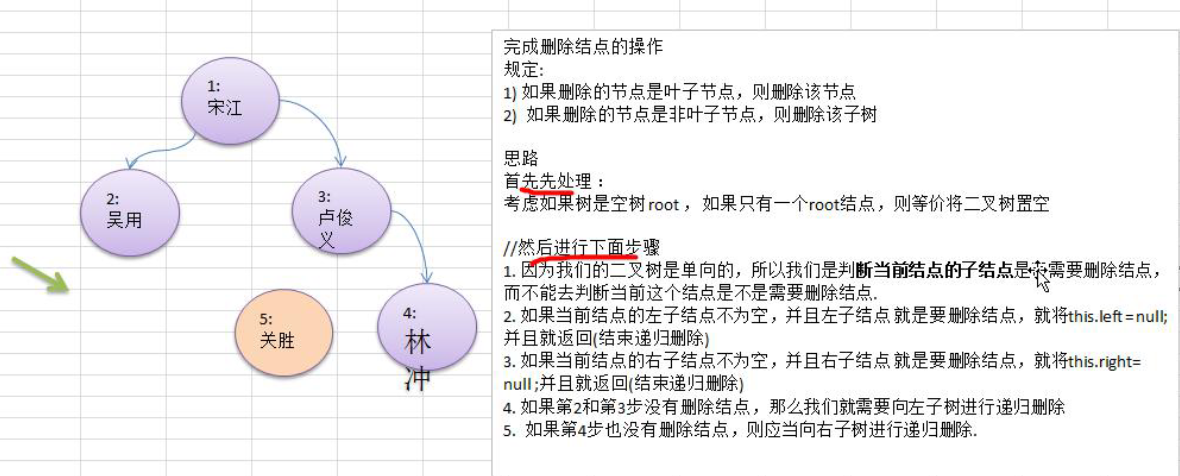 1:
宋江
2:
吴用
3:
卢俊
义
4:
林
冲
5:
关胜
完成删除结点的操作
规定:
1) 如果删除的节点是叶子节点，则删除该节点
2) 如果删除的节点是非叶子节点，则删除该子树
思路
首先先处理：
考虑如果树是空树root ，如果只有一个root结点，则等价将二叉树置空
//然后进行下面步骤
1. 因为我们的二叉树是单向的，所以我们是判断当前结点的子结点是需要删除结点，
而不能去判断当前这个结点是不是需要删除结点.
2. 如果当前结点的左子结点不为空，并且左子结点 就是要删除结点，就将this.left = null;
并且就返回(结束递归删除)
3. 如果当前结点的右子结点不为空，并且右子结点 就是要删除结点，就将this.right=
null ;并且就返回(结束递归删除)
4. 如果第2和第3步没有删除结点，那么我们就需要向左子树进行递归删除
5. 如果第4步也没有删除结点，则应当向右子树进行递归删除.